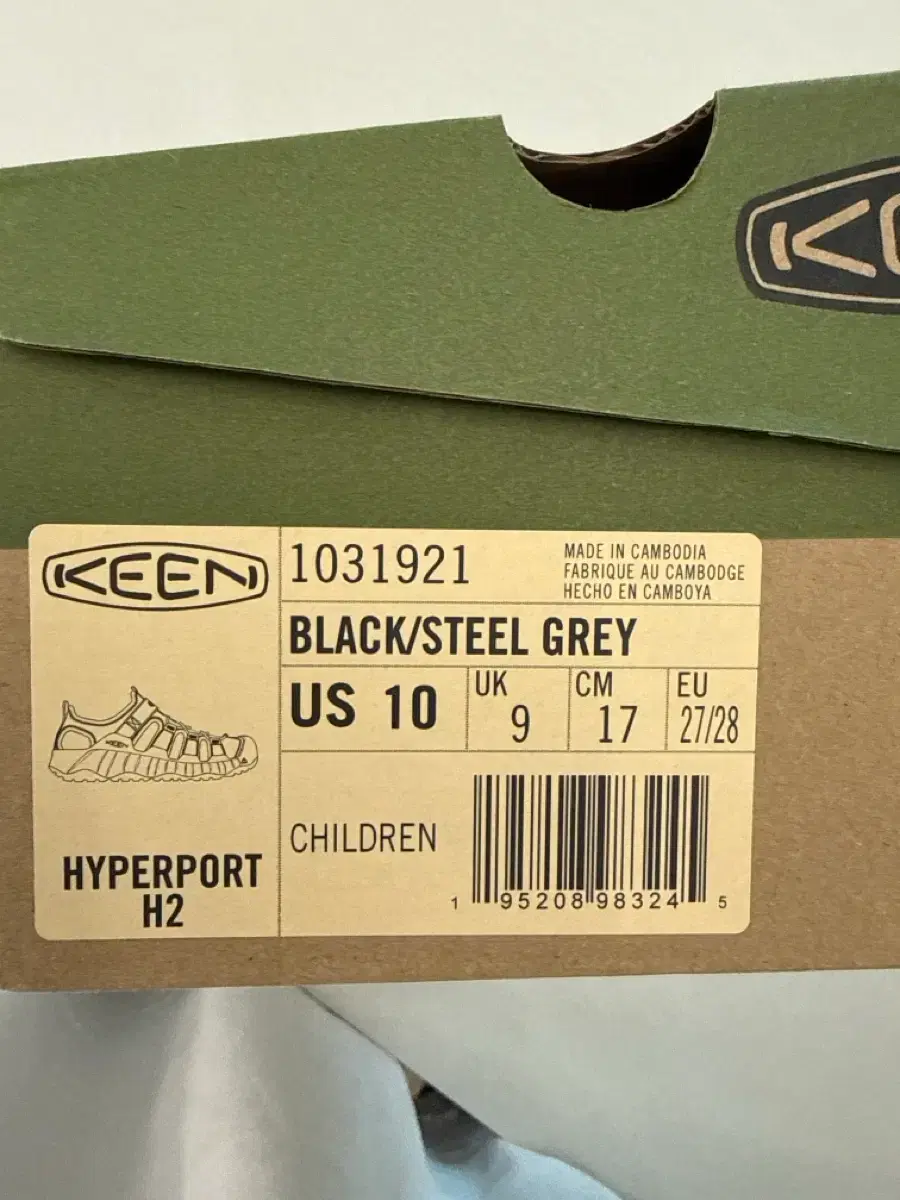 KEEN
1031921
MADE IN CAMBODIA
FABRIQUE AU CAMBODGE
HECHO EN CAMBOYA
BLACK/STEEL GREY
US 10
UK 9
CM 17
EU 27/28
CHILDREN
HYPERPORT
H2
1 95208 98324 5